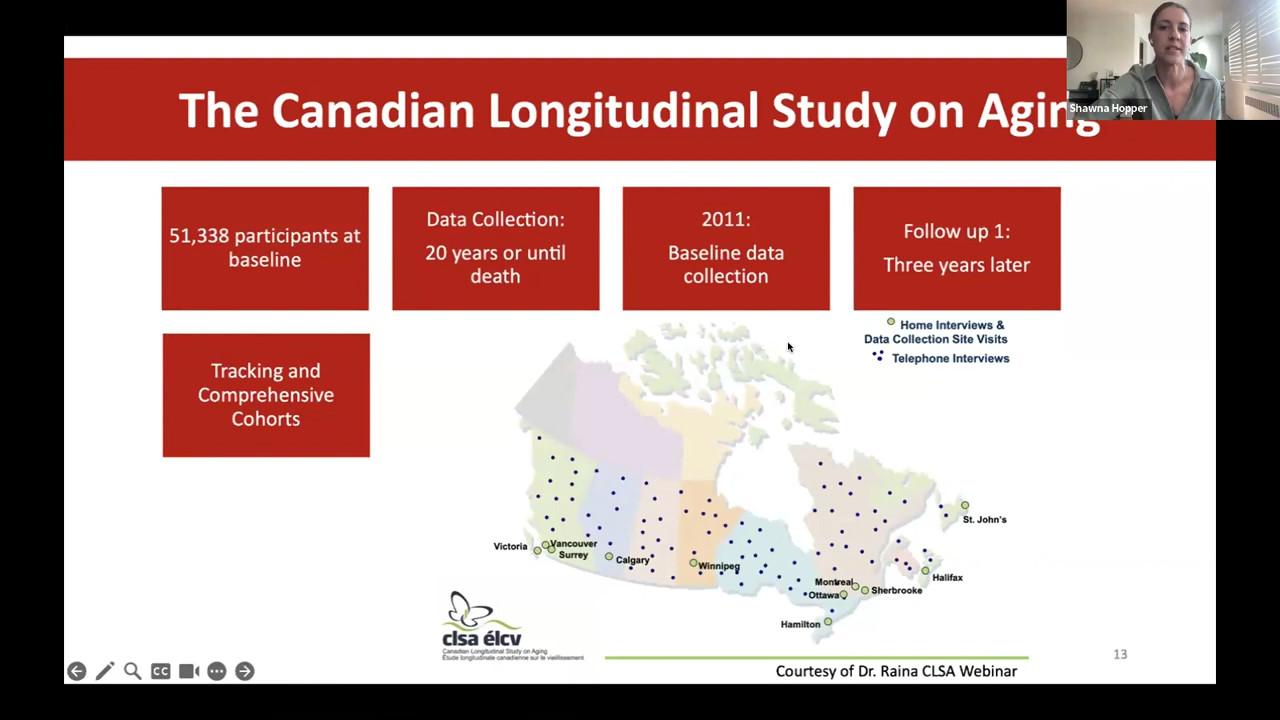 The Canadian Longitudinal Study on Aging
Shawna Hopper
51,338 participants at
baseline
Data Collection:
20 years or until
death
2011:
Baseline data
collection
Follow up 1:
Three years later
Tracking and
Comprehensive
Cohorts
Home Interviews &
Data Collection Site Visits
Telephone Interviews
Victoria
Vancouver
Surrey
Calgary
Winnipeg
Montreal
Ottawa
Sherbrooke
Hamilton
Halifax
St. John's
clsa élcv
Canadian Longitudinal Study on Aging
Étude longitudinale canadienne sur le vieillissement
13
CC
Courtesy of Dr. Raina CLSA Webinar